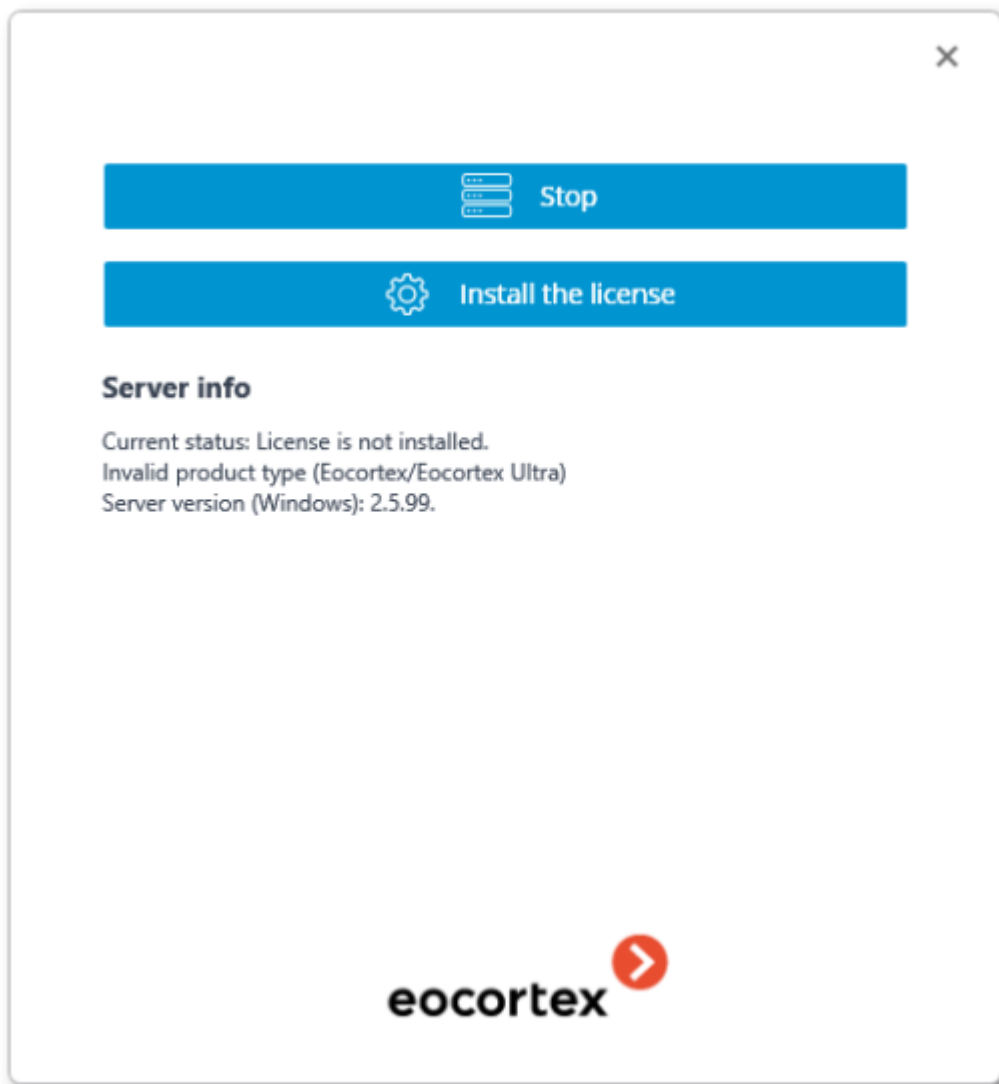 Stop
Install the license
Server info
Current status: License is not installed.
Invalid product type (Eocortex/Eocortex Ultra)
Server version (Windows): 2.5.99.
eocortex